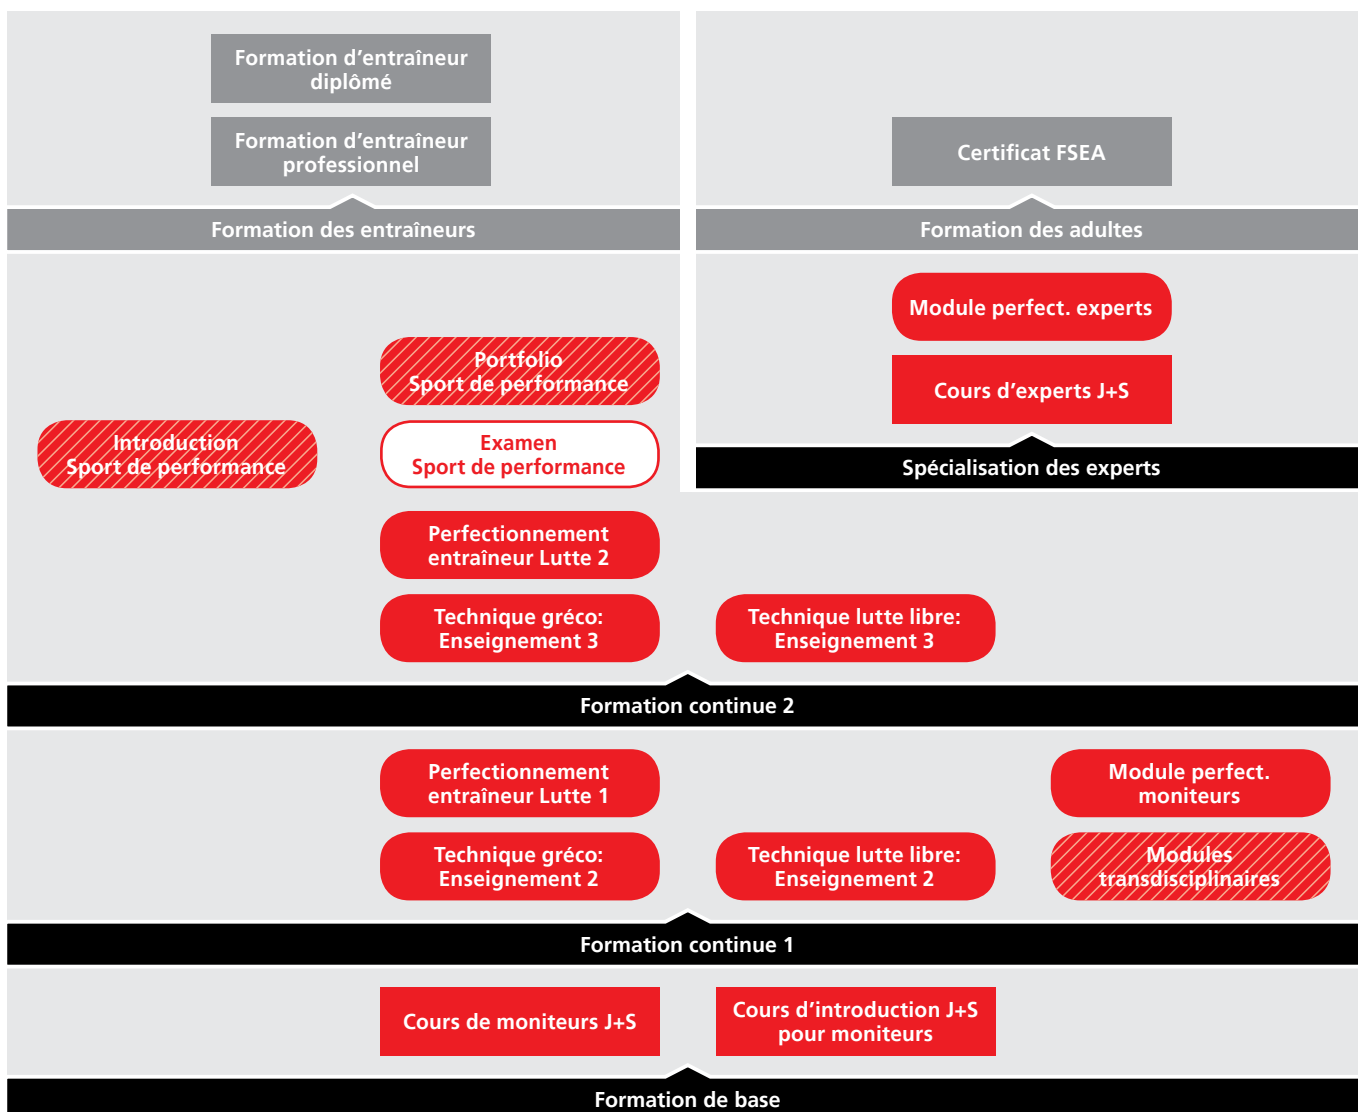 Formation d’entraîneur
diplômé
Formation d’entraîneur
professionnel
Certificat FSEA
Formation des entraîneurs
Formation des adultes
Module perfect. experts
Portfolio
Sport de performance
Cours d’experts J+S
Introduction
Sport de performance
Examen
Sport de performance
Spécialisation des experts
Perfectionnement
entraîneur Lutte 2
Technique gréco:
Enseignement 3
Technique lutte libre:
Enseignement 3
Formation continue 2
Perfectionnement
entraîneur Lutte 1
Module perfect.
moniteurs
Technique gréco:
Enseignement 2
Technique lutte libre:
Enseignement 2
Modules
transdisciplinaires
Formation continue 1
Cours de moniteurs J+S
Cours d’introduction J+S
pour moniteurs
Formation de base